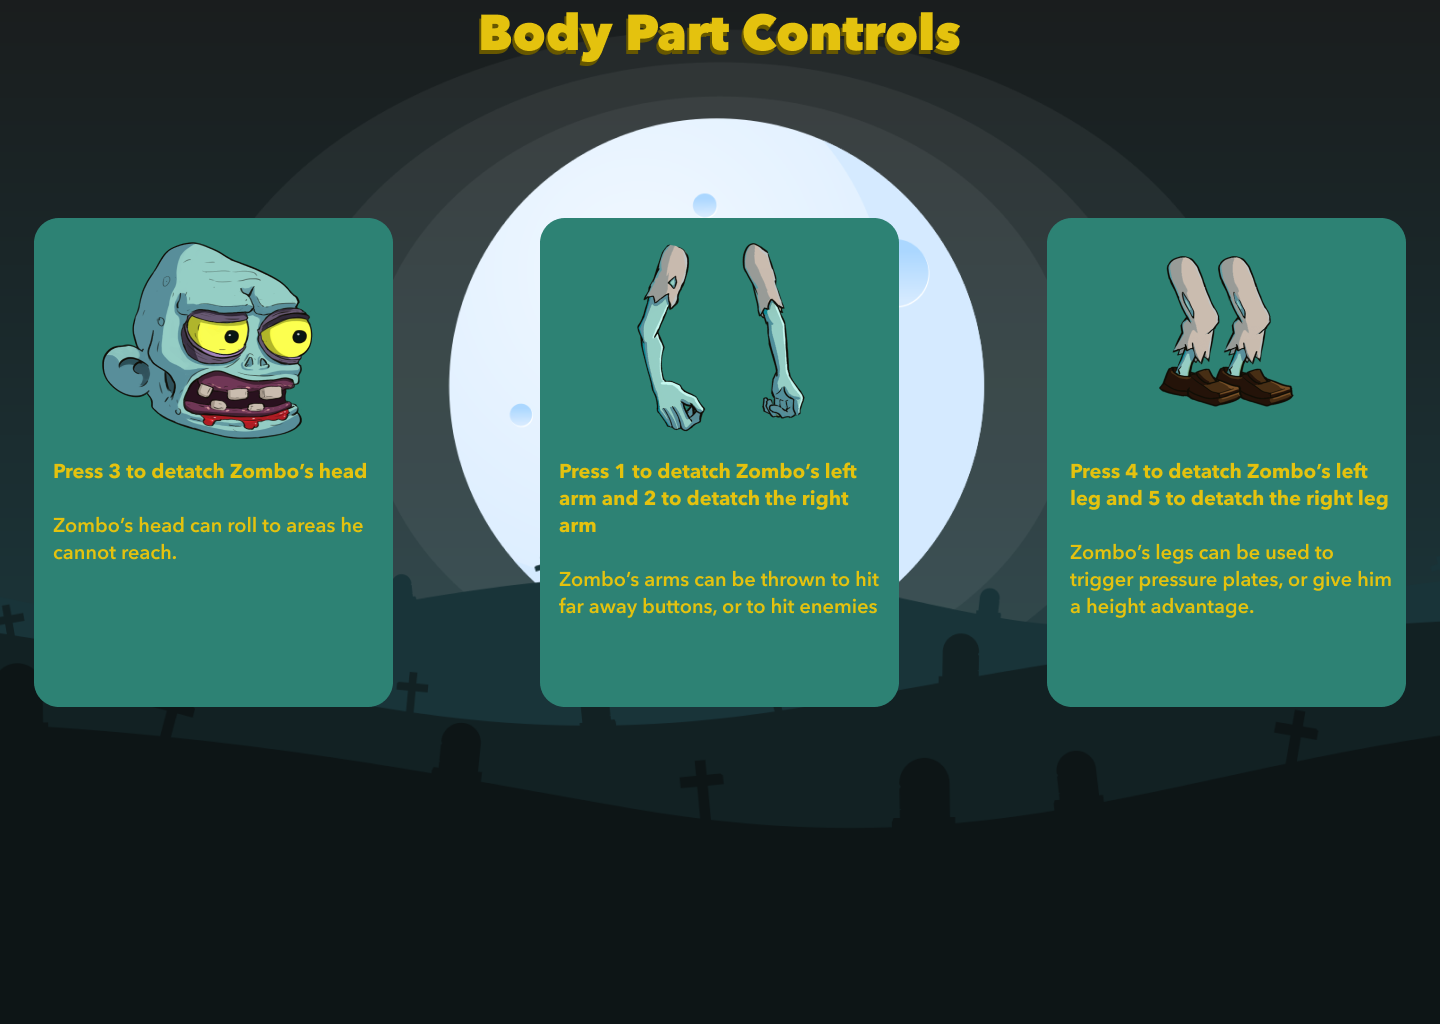 Body Part Controls
Press 3 to detatch Zombo’s head
Zombo’s head can roll to areas he
cannot reach.
Press 1 to detatch Zombo’s left
arm and 2 to detatch the right
arm
Zombo’s arms can be thrown to hit
far away buttons, or to hit enemies
Press 4 to detatch Zombo’s left
leg and 5 to detatch the right leg
Zombo’s legs can be used to
trigger pressure plates, or give him
a height advantage.